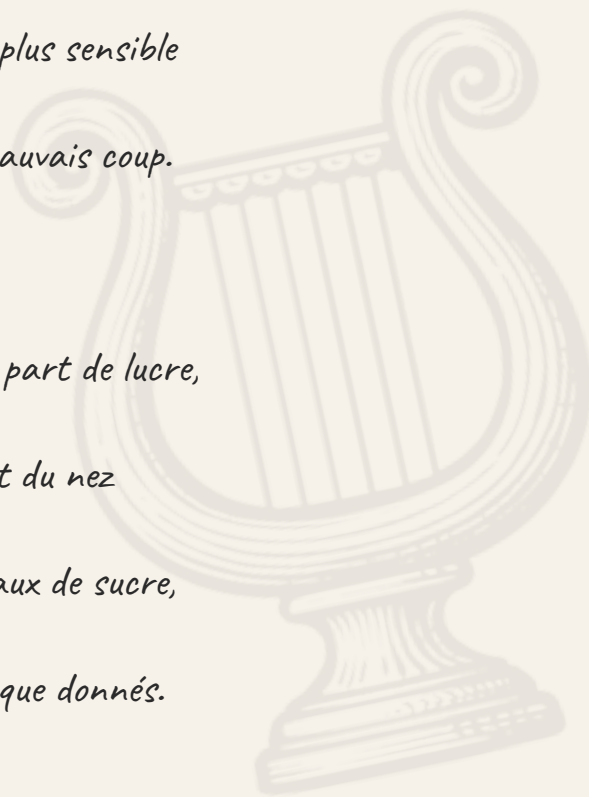 plus sensible
auvais coup.
part de lucre,
t du nez
aux de sucre,
que donnés.